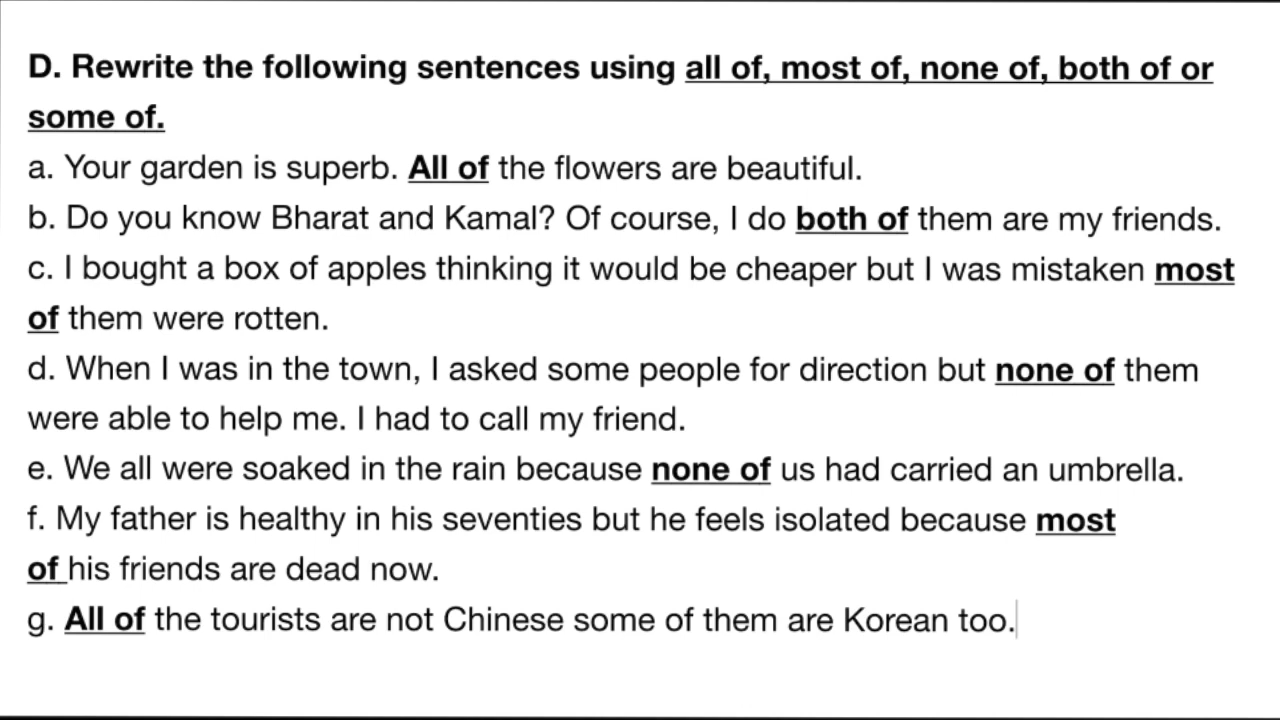 D. Rewrite the following sentences using all of, most of, none of, both of or
some of.
a. Your garden is superb. All of the flowers are beautiful.
b. Do you know Bharat and Kamal? Of course, I do both of them are my friends.
c. I bought a box of apples thinking it would be cheaper but I was mistaken most
of them were rotten.
d. When I was in the town, I asked some people for direction but none of them
were able to help me. I had to call my friend.
e. We all were soaked in the rain because none of us had carried an umbrella.
f. My father is healthy in his seventies but he feels isolated because most
of his friends are dead now.
g. All of the tourists are not Chinese some of them are Korean too.